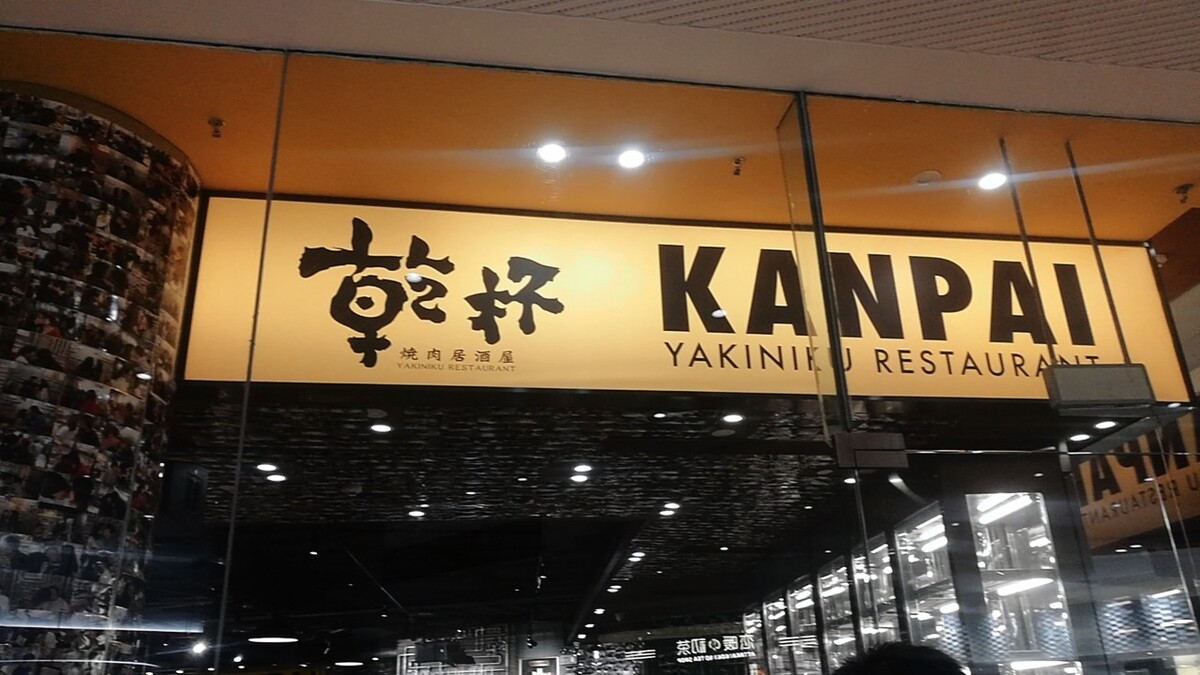 乾杯
焼肉居酒屋
YAKINIKU RESTAURANT
KANPAI
YAKINIKU RESTAURANT